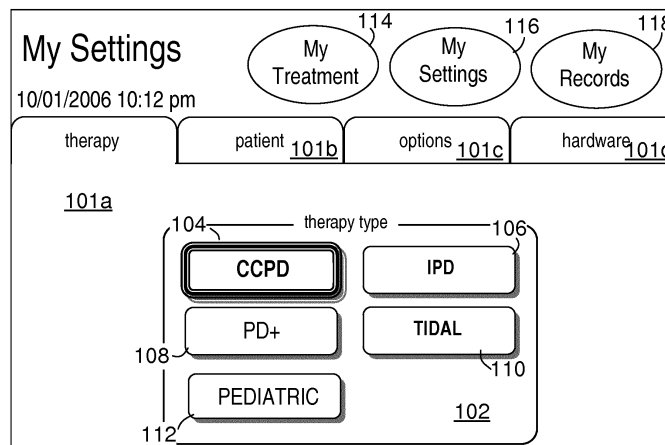 My Settings
10/01/2006 10:12 pm
114
My
Treatment
116
My
Settings
118
My
Records
therapy
patient 101b
options 101c
hardware
101a
therapy type
104
CCPD
106
IPD
PD+
108
TIDAL
110
PEDIATRIC
112
102